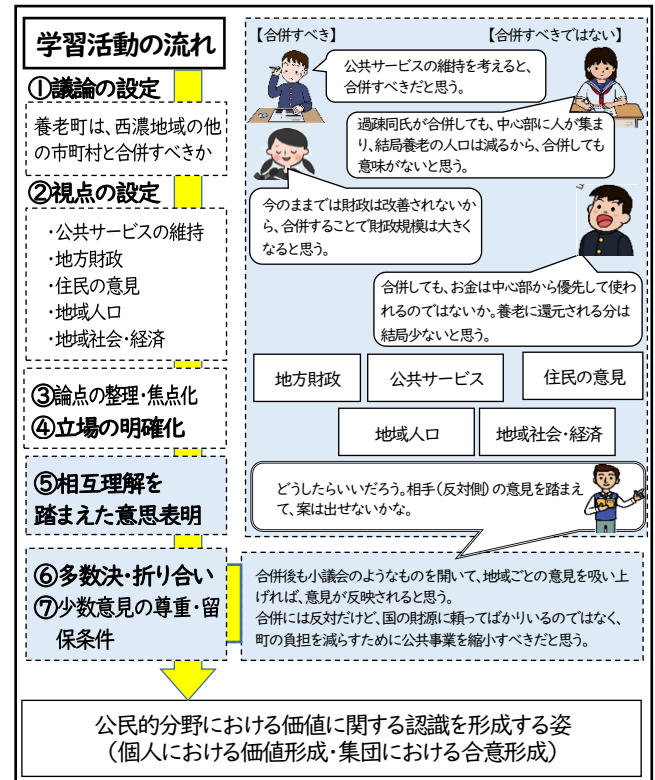 学習活動の流れ
①議論の設定
養老町は、西濃地域の他
の市町村と合併すべきか
②視点の設定
・公共サービスの維持
・地方財政
・住民の意見
・地域人口
・地域社会・経済
③論点の整理・焦点化
④立場の明確化
⑤相互理解を
踏まえた意思表明
⑥多数決・折り合い
⑦少数意見の尊重・留
保条件
【合併すべき】
【合併すべきではない】
公共サービスの維持を考えると、
合併すべきだと思う。
過疎同氏が合併しても、中心部に人が集ま
り、結局養老の人口は減るから、合併しても
意味がないと思う。
今のままでは財政は改善されないか
ら、合併することで財政規模は大きく
なると思う。
合併しても、お金は中心部から優先して使わ
れるのではないか。養老に還元される分は
結局少ないと思う。
地方財政
公共サービス
住民の意見
地域人口
地域社会・経済
どうしたらいいだろう。相手(反対側)の意見を踏まえ
て、案は出せないかな。
合併後も小議会のようなものを開いて、地域ごとの意見を吸い上
げれば、意見が反映されると思う。
合併には反対だけど、国の財源に頼ってばかりいるのではなく、
町の負担を減らすために公共事業を縮小すべきだと思う。
公民的分野における価値に関する認識を形成する姿
(個人における価値形成・集団における合意形成)